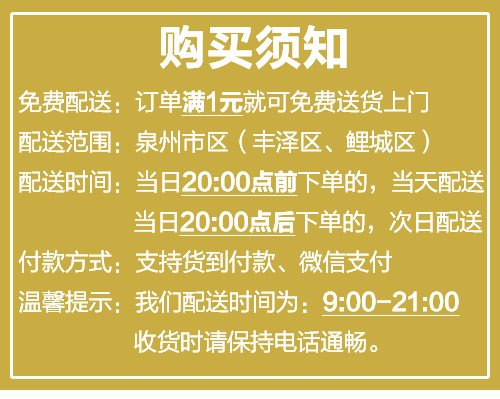 购买须知
免费配送：订单满1元就可免费送货上门
配送范围：泉州市区（丰泽区、鲤城区）
配送时间：当日20:00点前下单的，当天配送
当日20:00点后下单的，次日配送
付款方式：支持货到付款、微信支付
温馨提示：我们配送时间为：9:00-21:00
收货时请保持电话通畅。